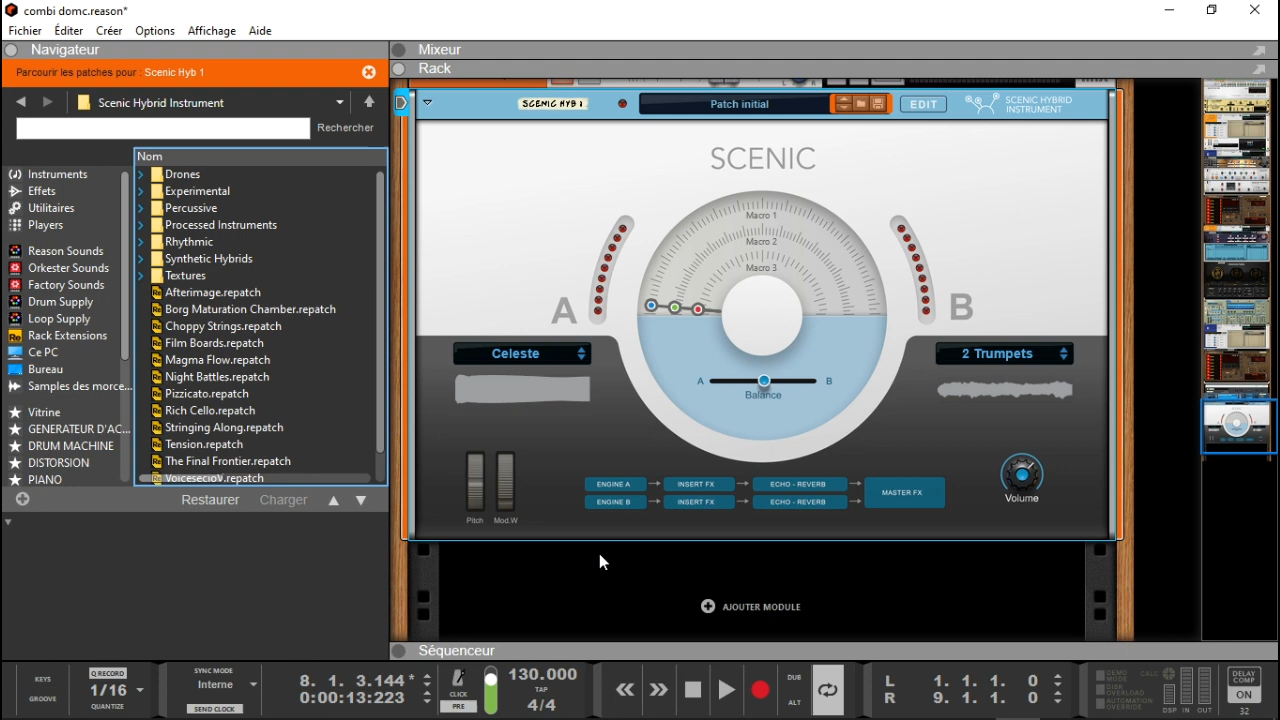 combi domc.reason*
Fichier Éditer Créer Options Affichage Aide
Navigateur
Parcourir les patches pour : Scenic Hyb 1
Scenic Hybrid Instrument
Rechercher
Instruments
Effets
Utilitaires
Players
Reason Sounds
Orkester Sounds
Factory Sounds
Drum Supply
Loop Supply
Rack Extensions
Ce PC
Bureau
Samples des morce...
Vitrine
GENERATEUR D'AC...
DRUM MACHINE
DISTORSION
PIANO
Nom
Drones
Experimental
Percussive
Processed Instruments
Rhythmic
Synthetic Hybrids
Textures
Afterimage.repatch
Borg Maturation Chamber.repatch
Choppy Strings.repatch
Film Boards.repatch
Magma Flow.repatch
Night Battles.repatch
Pizzicato.repatch
Rich Cello.repatch
Stringing Along.repatch
Tension.repatch
The Final Frontier.repatch
Restaurer Charger
Mixeur
Rack
SCENIC HYB 1
Patch initial
EDIT
SCENIC HYBRID
INSTRUMENT
SCENIC
Macro 1
Macro 2
Macro 3
A
B
Celeste
2 Trumpets
A B
Balance
Pitch Mod.W
ENGINE A INSERT FX ECHO - REVERB
ENGINE B INSERT FX ECHO - REVERB
MASTER FX
Volume
AJOUTER MODULE
Séquenceur
KEYS
GROOVE
Q RECORD
1/16
QUANTIZE
SYNC MODE
Interne
SEND CLOCK
8. 1. 3.144 *
0:00:13:223
CLICK
PRE
130.000
TAP
4/4
DUB
ALT
L 1. 1. 1. 0
R 9. 1. 1. 0
DEMO MODE
DISK OVERLOAD
AUTOMATION OVERRIDE
CALC
DSP IN OUT
DELAY
COMP
ON
32